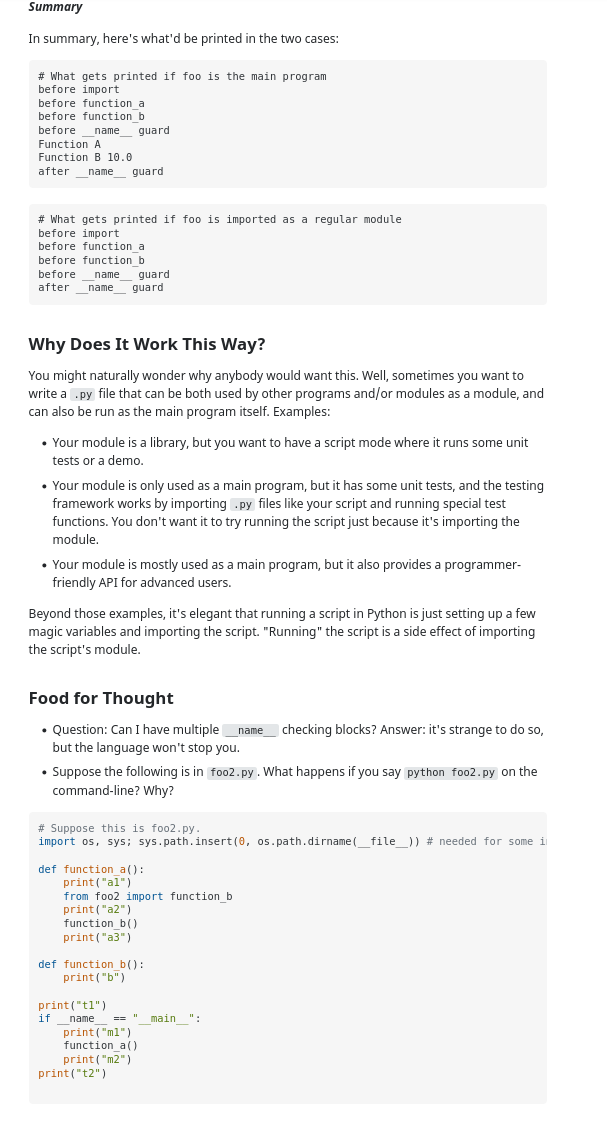 Summary
In summary, here's what'd be printed in the two cases:
# What gets printed if foo is the main program
before import
before function_a
before function_b
before __name__ guard
Function A
Function B 10.0
after __name__ guard
# What gets printed if foo is imported as a regular module
before import
before function_a
before function_b
before __name__ guard
after __name__ guard
Why Does It Work This Way?
You might naturally wonder why anybody would want this. Well, sometimes you want to
write a .py file that can be both used by other programs and/or modules as a module, and
can also be run as the main program itself. Examples:
• Your module is a library, but you want to have a script mode where it runs some unit
tests or a demo.
• Your module is only used as a main program, but it has some unit tests, and the testing
framework works by importing .py files like your script and running special test
functions. You don't want it to try running the script just because it's importing the
module.
• Your module is mostly used as a main program, but it also provides a programmer-
friendly API for advanced users.
Beyond those examples, it's elegant that running a script in Python is just setting up a few
magic variables and importing the script. "Running" the script is a side effect of importing
the script's module.
Food for Thought
• Question: Can I have multiple __name__ checking blocks? Answer: it's strange to do so,
but the language won't stop you.
• Suppose the following is in foo2.py. What happens if you say python foo2.py on the
command-line? Why?
# Suppose this is foo2.py.
import os, sys; sys.path.insert(0, os.path.dirname(__file__)) # needed for some
def function_a():
    print("a1")
    from foo2 import function_b
    print("a2")
    function_b()
    print("a3")
def function_b():
    print("b")
print("t1")
if __name__ == "__main__":
    print("m1")
    function_a()
    print("m2")
print("t2")